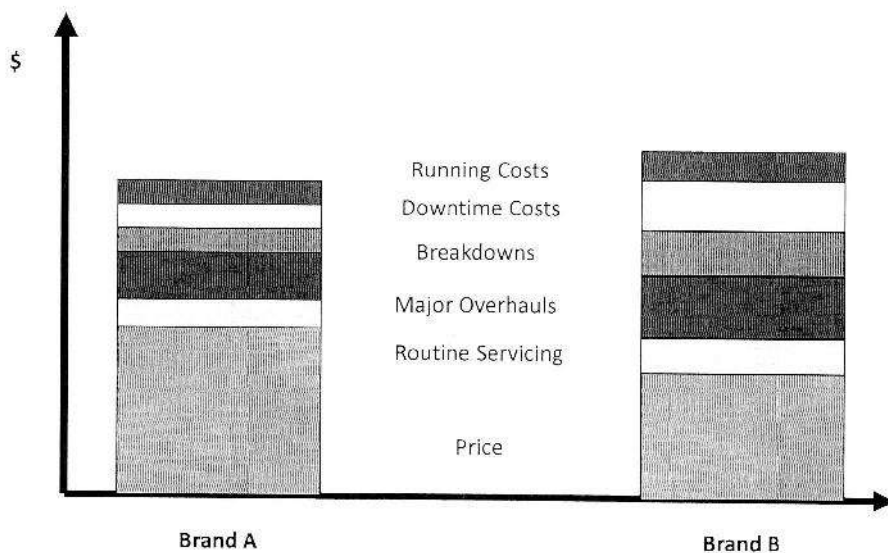 $
Running Costs
Downtime Costs
Breakdowns
Major Overhauls
Routine Servicing
Price
Brand A
Brand B